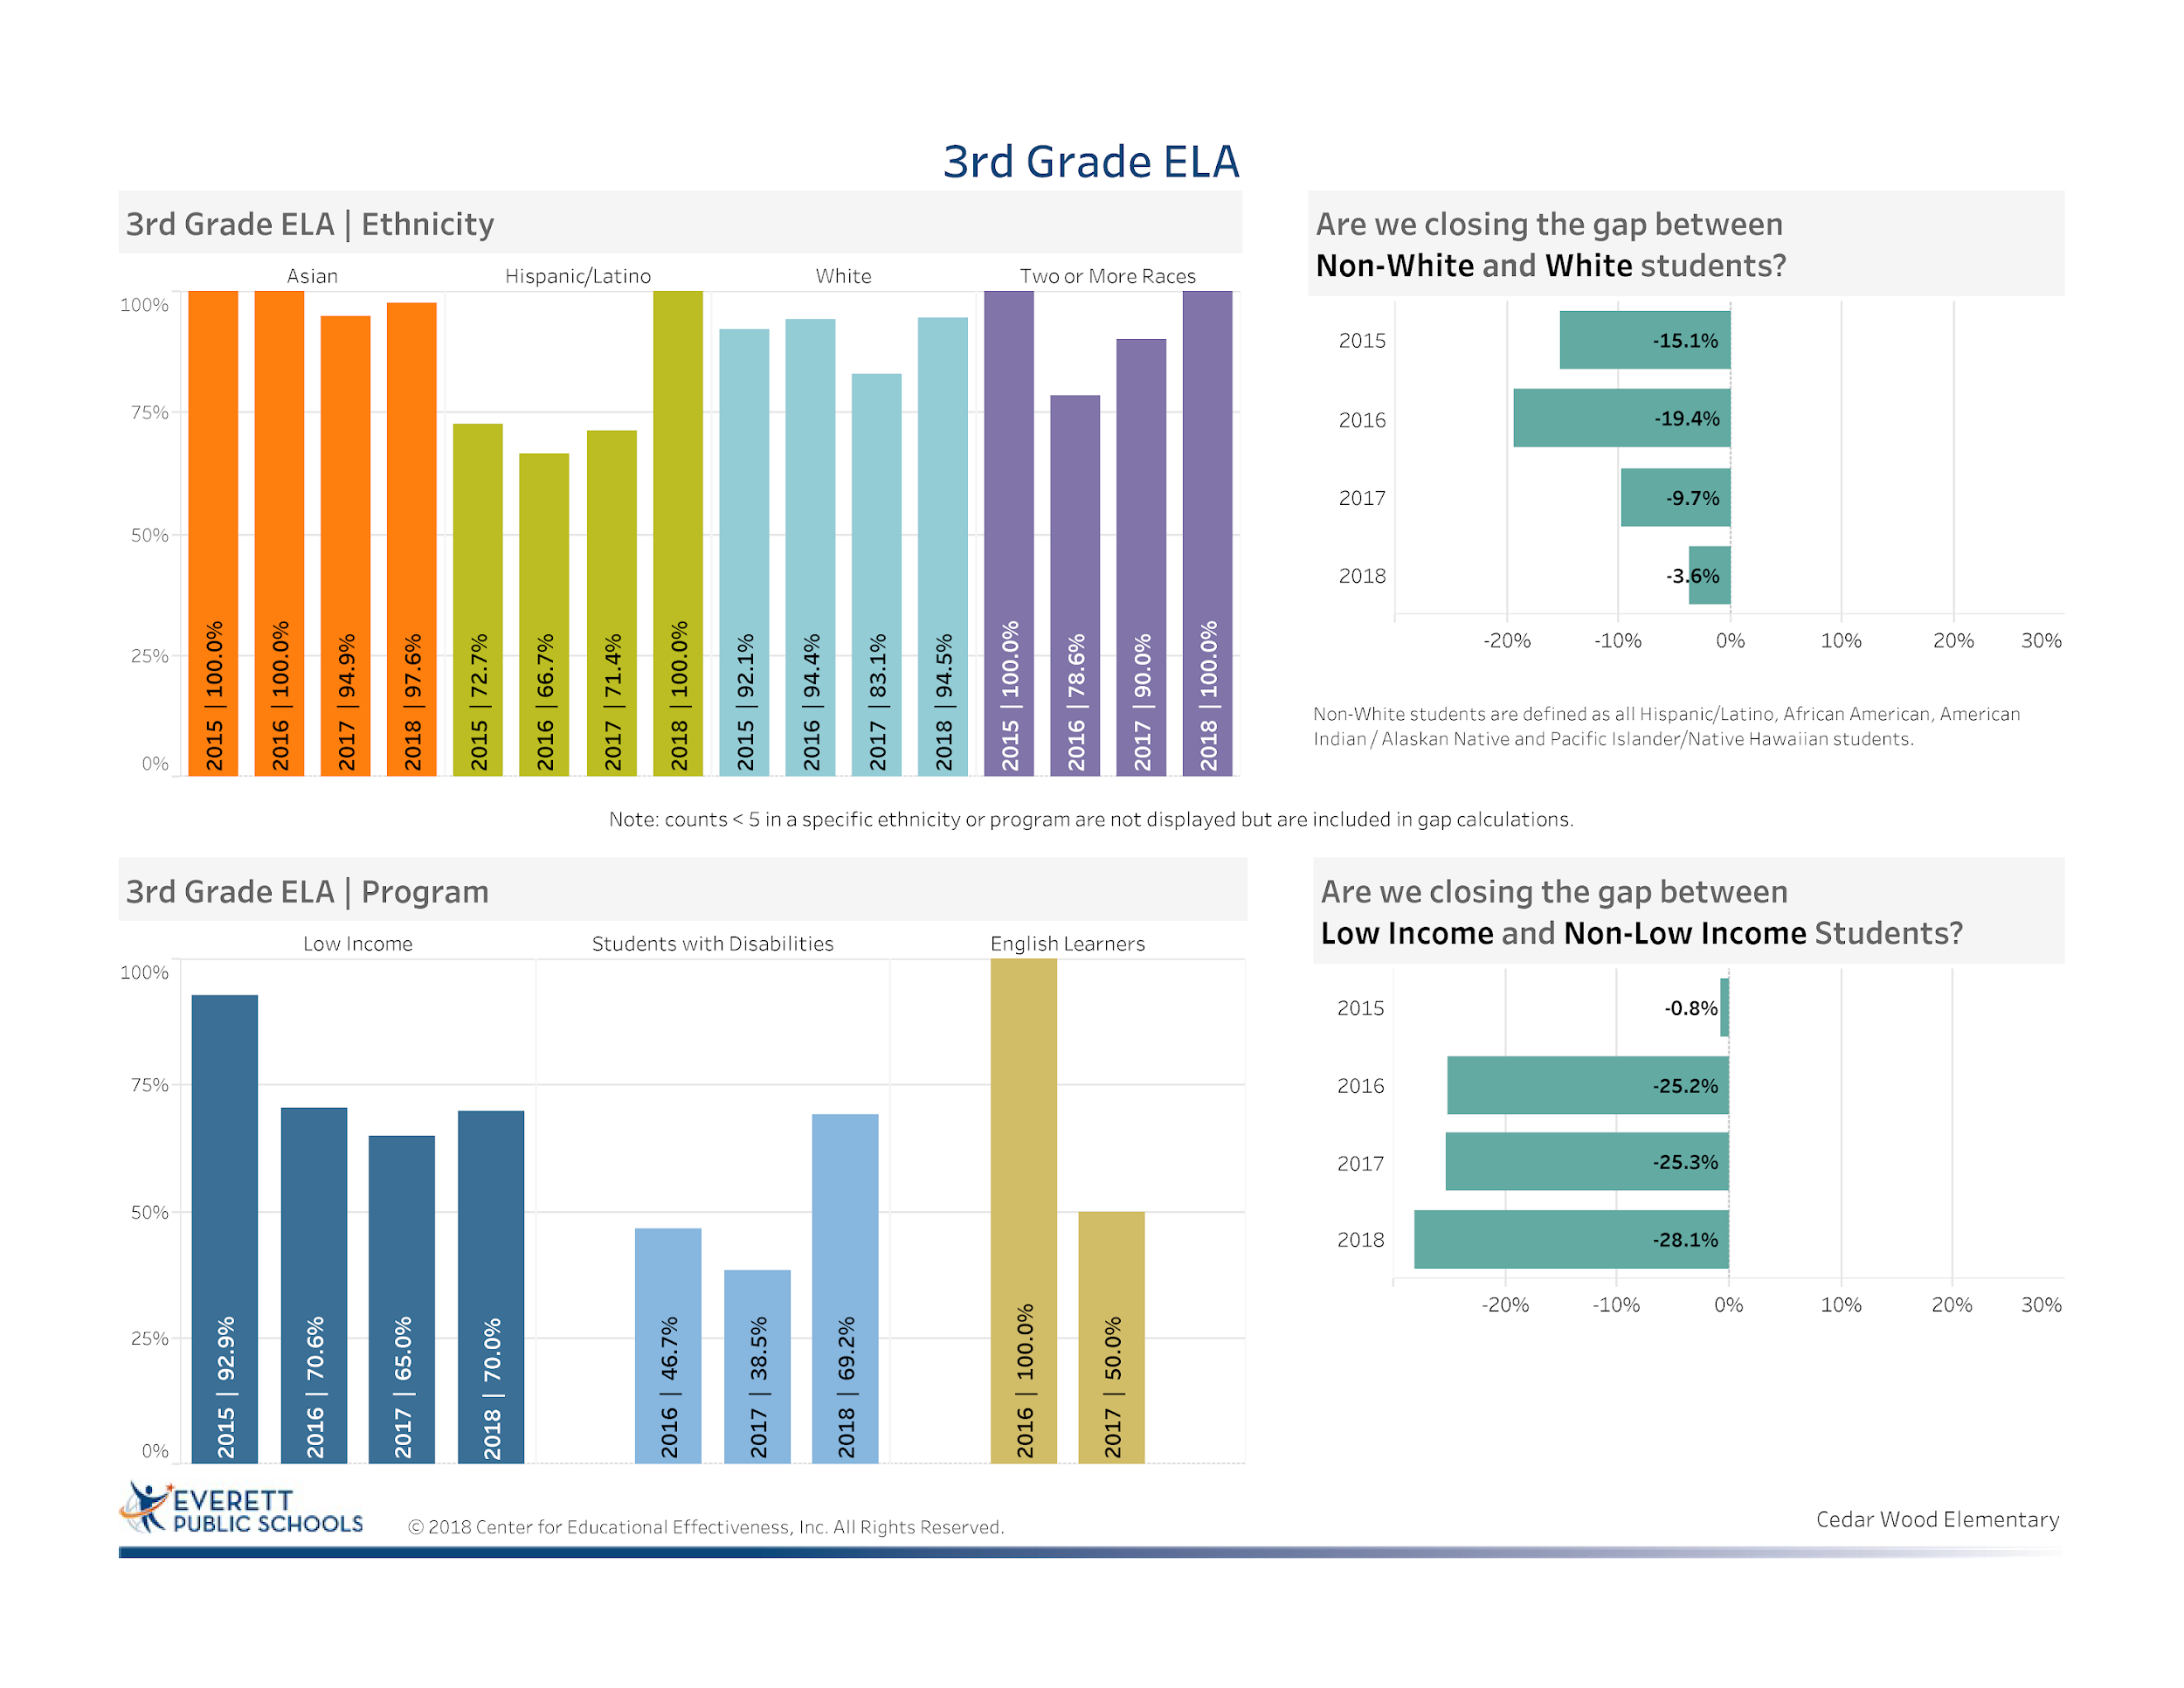 3rd Grade ELA
3rd Grade ELA | Ethnicity
Asian
Hispanic/Latino
White
Two or More Races
100%
75%
50%
25%
0%
2015 | 100.0%
2016 | 100.0%
2017 | 94.9%
2018 | 97.6%
2015 | 72.7%
2016 | 66.7%
2017 | 71.4%
2018 | 100.0%
2015 | 92.1%
2016 | 94.4%
2017 | 83.1%
2018 | 94.5%
2015 | 100.0%
2016 | 78.6%
2017 | 90.0%
2018 | 100.0%
Are we closing the gap between
Non-White and White students?
2015
-15.1%
2016
-19.4%
2017
-9.7%
2018
-3.6%
-20%
-10%
0%
10%
20%
30%
Non-White students are defined as all Hispanic/Latino, African American, American
Indian / Alaskan Native and Pacific Islander/Native Hawaiian students.
Note: counts < 5 in a specific ethnicity or program are not displayed but are included in gap calculations.
3rd Grade ELA | Program
Low Income
Students with Disabilities
English Learners
100%
75%
50%
25%
0%
2015 | 92.9%
2016 | 70.6%
2017 | 65.0%
2018 | 70.0%
2016 | 46.7%
2017 | 38.5%
2018 | 69.2%
2016 | 100.0%
2017 | 50.0%
Are we closing the gap between
Low Income and Non-Low Income Students?
2015
-0.8%
2016
-25.2%
2017
-25.3%
2018
-28.1%
-20%
-10%
0%
10%
20%
30%
EVERETT
PUBLIC SCHOOLS
© 2018 Center for Educational Effectiveness, Inc. All Rights Reserved.
Cedar Wood Elementary